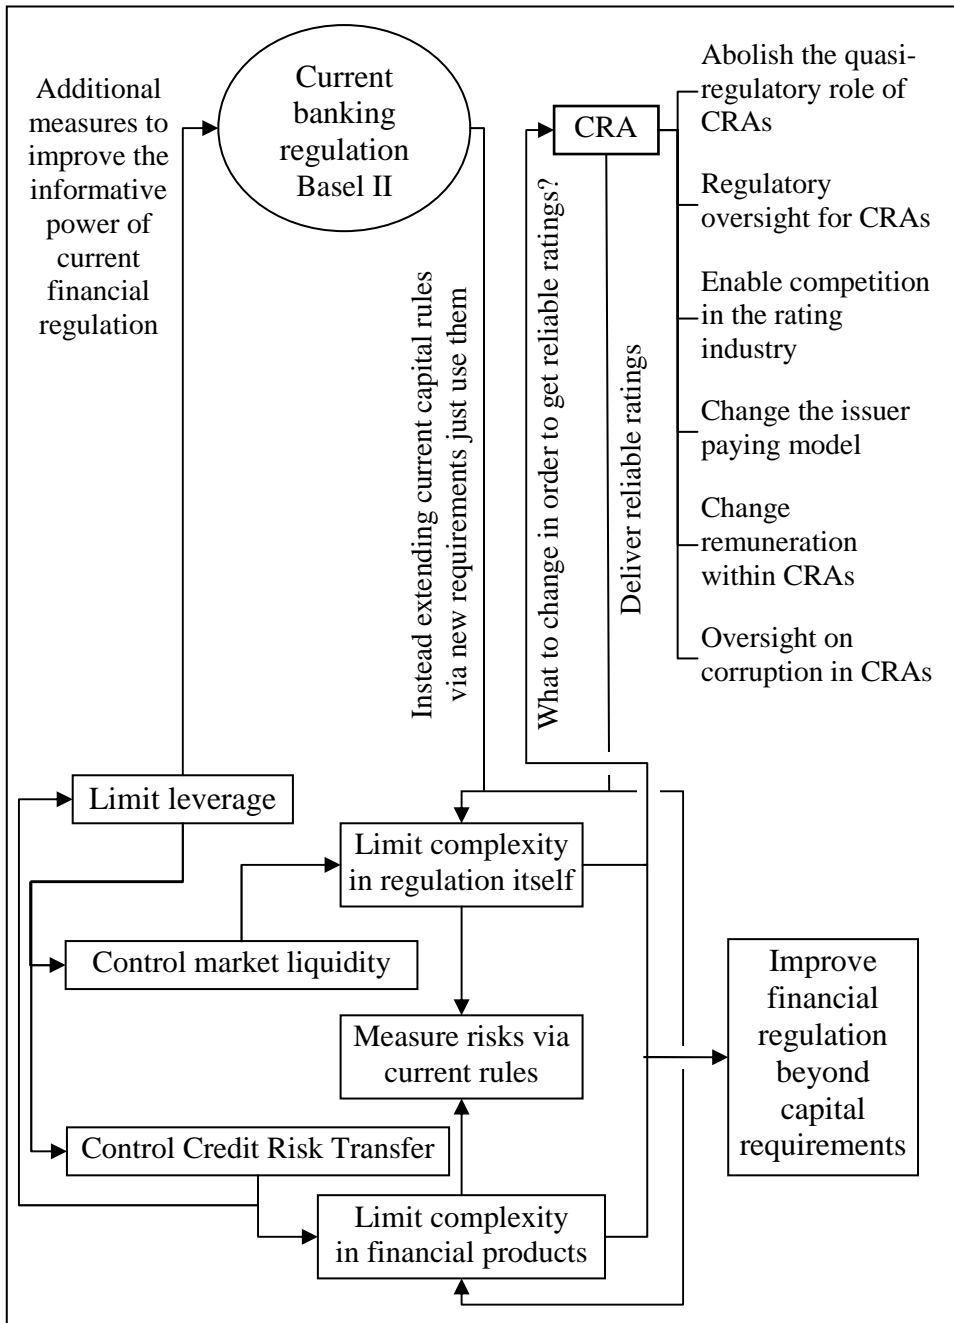 Additional
measures to
improve the
informative
power of
current
financial
regulation
Current
banking
regulation
Basel II
CRA
Abolish the quasi-
regulatory role of
CRAs
Regulatory
oversight for CRAs
Enable competition
in the rating
industry
Change the issuer
paying model
Change
remuneration
within CRAs
Oversight on
corruption in CRAs
Instead extending current capital rules
via new requirements just use them
What to change in order to get reliable ratings?
Deliver reliable ratings
Limit leverage
Limit complexity
in regulation itself
Control market liquidity
Measure risks via
current rules
Improve
financial
regulation
beyond
capital
requirements
Control Credit Risk Transfer
Limit complexity
in financial products